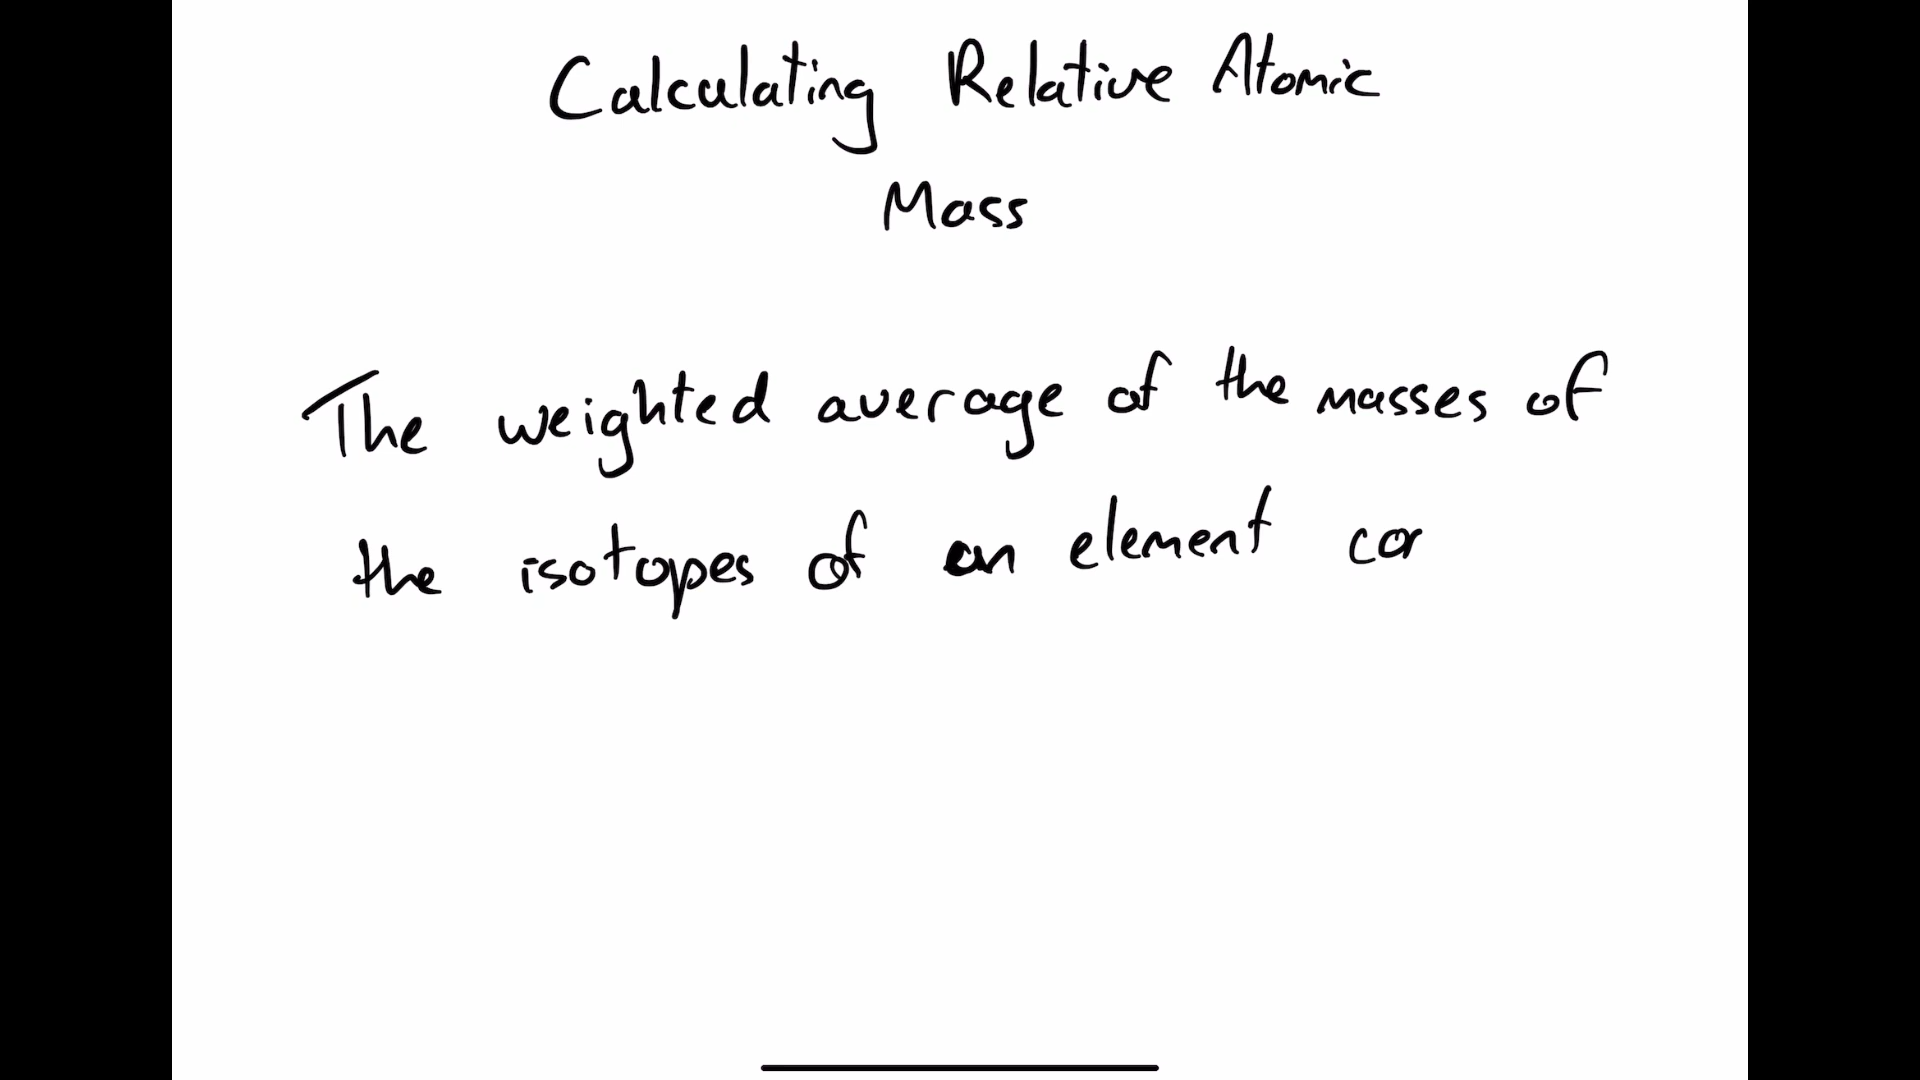 Calculating Relative Atomic
Mass
The weighted average of the masses of
the isotopes of an element cor